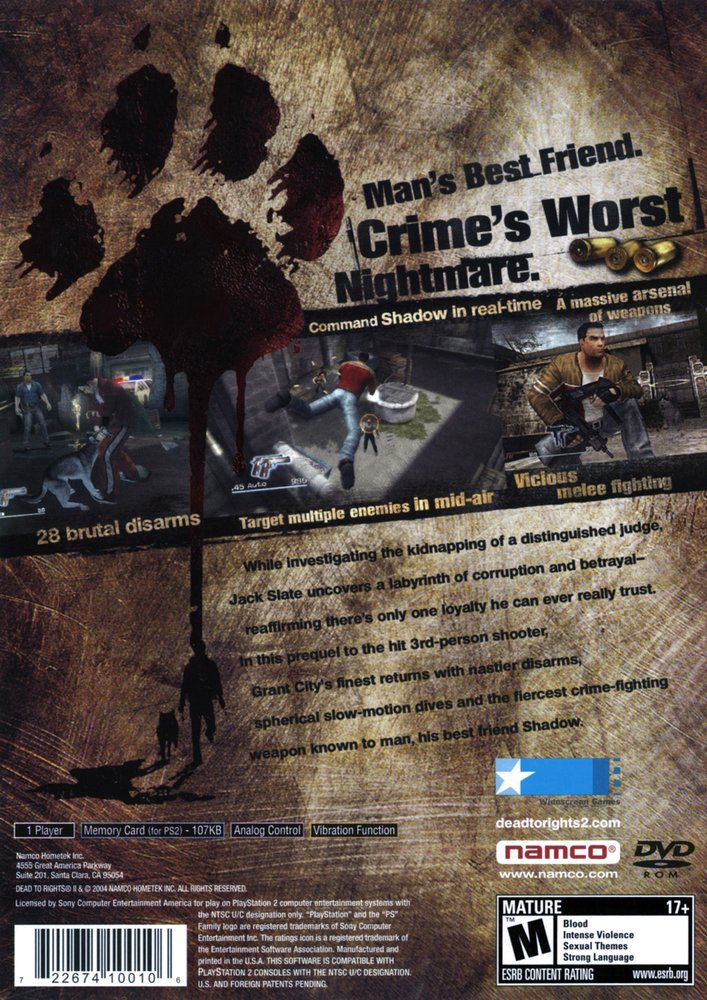 Man's Best Friend.
Crime's Worst
Nightmare.
Command Shadow in real-time
A massive arsenal
of weapons
.45 Auto
28 brutal disarms
Target multiple enemies in mid-air
Vicious
melee fighting
While investigating the kidnapping of a distinguished judge,
Jack Slate uncovers a labyrinth of corruption and betrayal–
reaffirming there's only one loyalty he can ever really trust.
In this prequel to the hit 3rd-person shooter,
Grant City's finest returns with nastier disarms,
spherical slow-motion dives and the fiercest crime-fighting
weapon known to man, his best friend Shadow.
Widescreen Games
deadtorights2.com
namco®
www.namco.com
DVD
ROM
1 Player
Memory Card (for PS2) - 107KB
Analog Control
Vibration Function
Namco Hometek Inc.
4555 Great America Parkway
Suite 201, Santa Clara, CA 95054
DEAD TO RIGHTS® II & © 2004 NAMCO HOMETEK INC. ALL RIGHTS RESERVED.
Licensed by Sony Computer Entertainment America for play on PlayStation 2 computer entertainment systems with
the NTSC U/C designation only. "PlayStation" and the "PS"
Family logo are registered trademarks of Sony Computer
Entertainment Inc. The ratings icon is a registered trademark of
the Entertainment Software Association. Manufactured and
printed in the U.S.A. THIS SOFTWARE IS COMPATIBLE WITH
PLAYSTATION 2 CONSOLES WITH THE NTSC U/C DESIGNATION.
U.S. AND FOREIGN PATENTS PENDING.
7 22674 10010 6
MATURE 17+
M
TM
Blood
Intense Violence
Sexual Themes
Strong Language
ESRB CONTENT RATING www.esrb.org